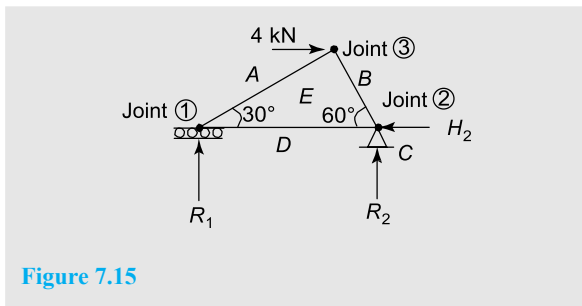 4 kN
Joint ③
A
B
E
Joint ①
Joint ②
30°
60°
H₂
D
C
R₁
R₂
Figure 7.15